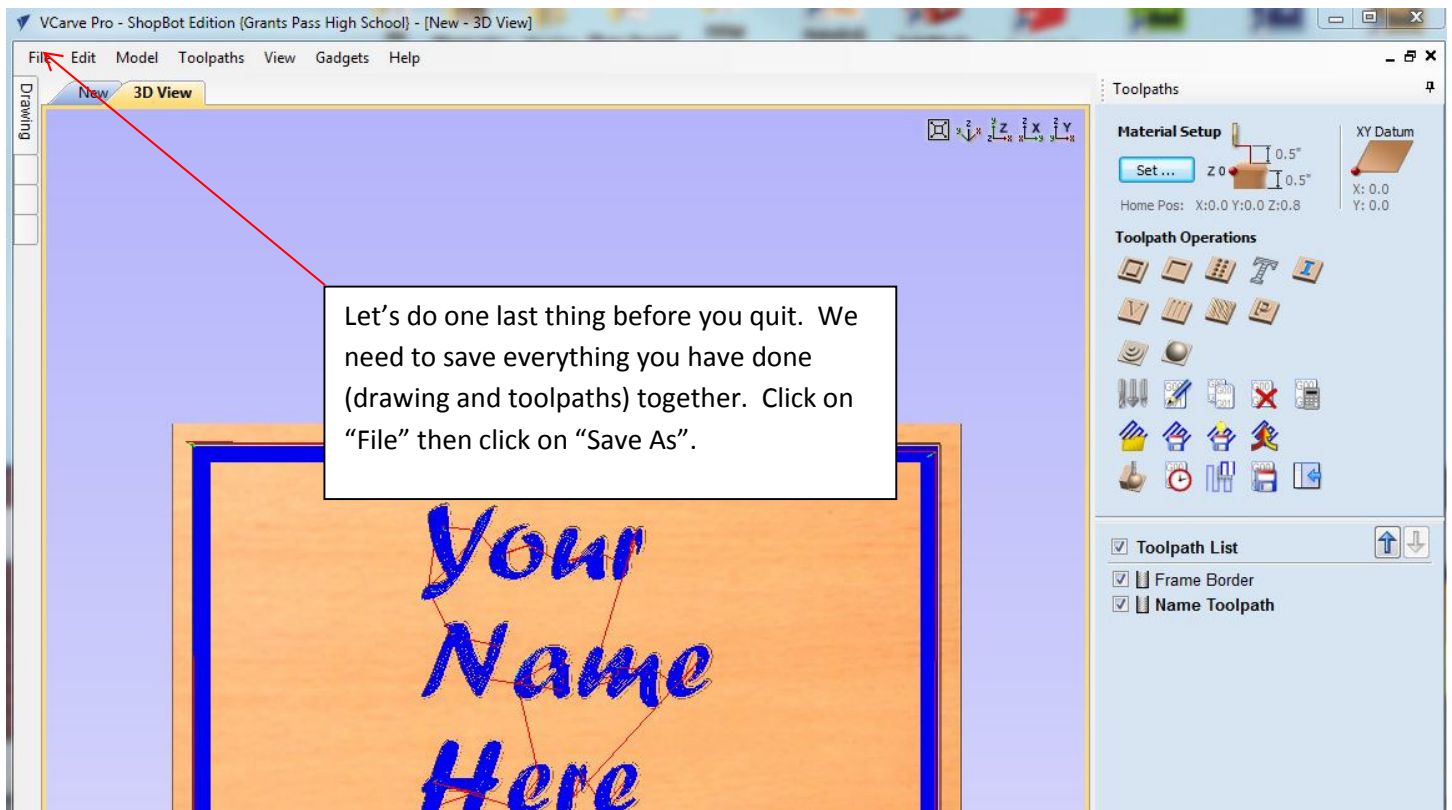 VCarve Pro - ShopBot Edition {Grants Pass High School} - [New - 3D View]
File Edit Model Toolpaths View Gadgets Help
Drawing
New 3D View
Toolpaths
Material Setup
XY Datum
0.5"
Set ...
Z 0
0.5"
X: 0.0
Home Pos: X:0.0 Y:0.0 Z:0.8
Y: 0.0
Toolpath Operations
Let’s do one last thing before you quit. We
need to save everything you have done
(drawing and toolpaths) together. Click on
“File” then click on “Save As”.
Toolpath List
Frame Border
Name Toolpath
Your
Name
Here